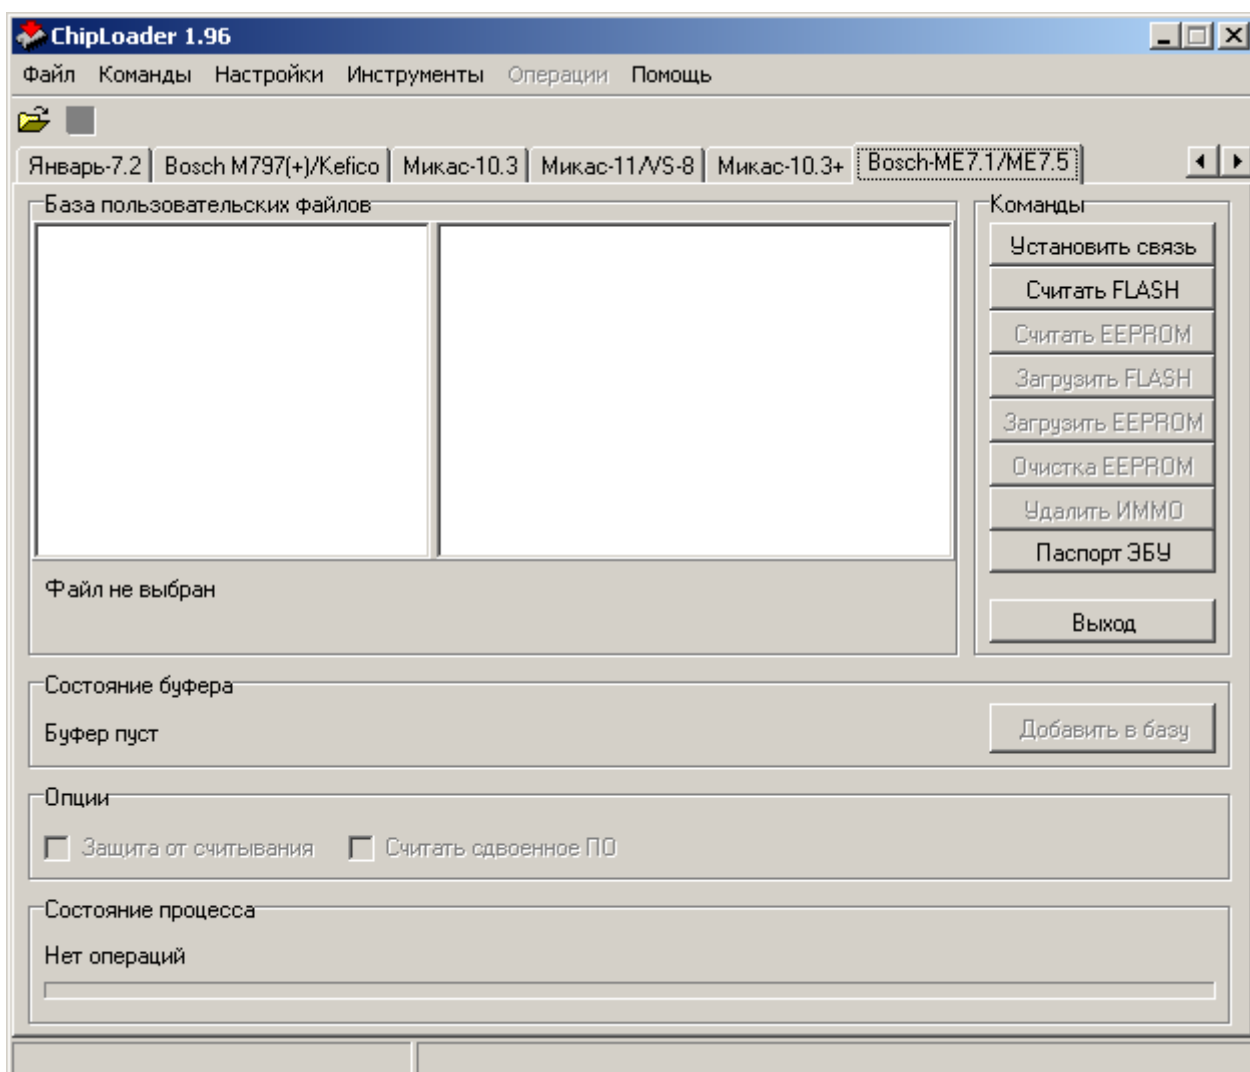 ChipLoader 1.96
Файл Команды Настройки Инструменты Операции Помощь
Январь-7.2 Bosch M797(+)/Kefico Микас-10.3 Микас-11/VS-8 Микас-10.3+ Bosch-ME7.1/ME7.5
База пользовательских файлов
Команды
Установить связь
Считать FLASH
Считать EEPROM
Загрузить FLASH
Загрузить EEPROM
Очистка EEPROM
Удалить ИММО
Паспорт ЭБУ
Файл не выбран
Выход
Состояние буфера
Буфер пуст
Добавить в базу
Опции
Защита от считывания Считать сдвоенное ПО
Состояние процесса
Нет операций